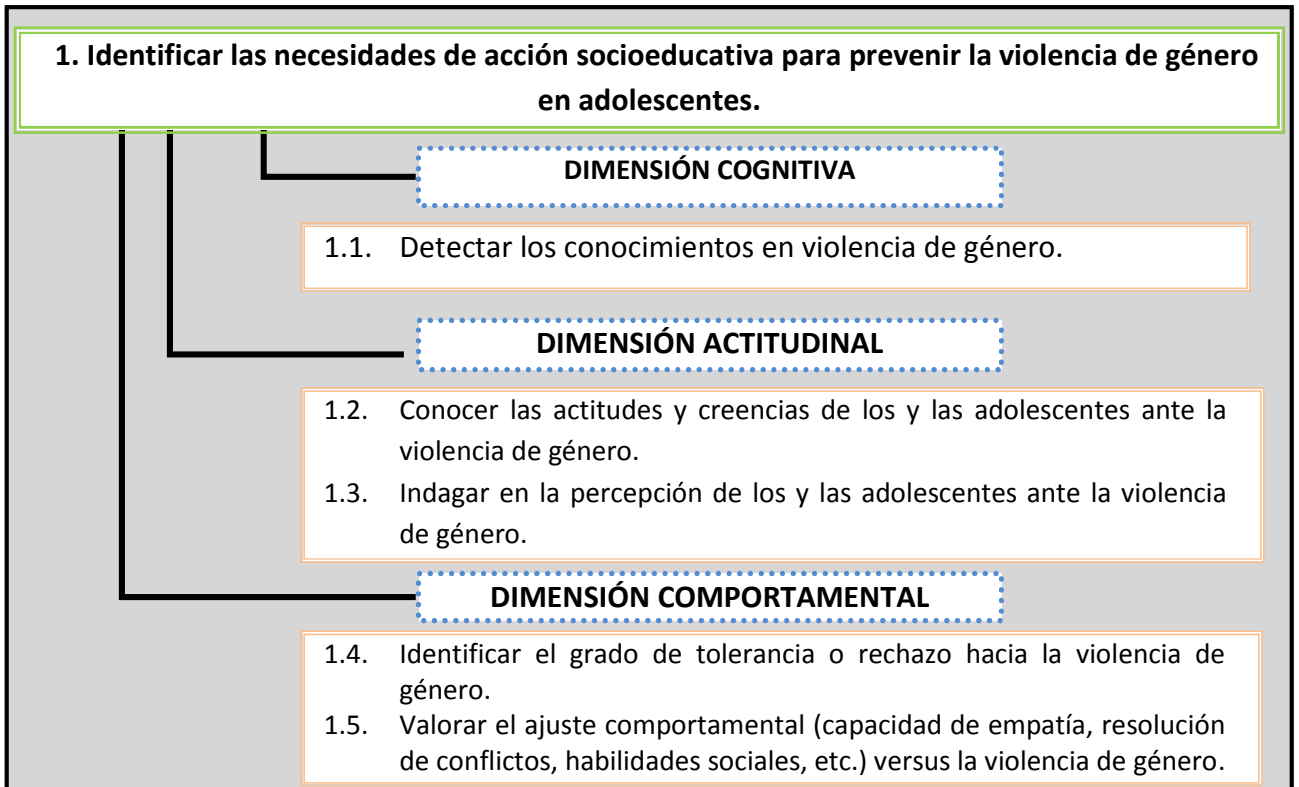 1. Identificar las necesidades de acción socioeducativa para prevenir la violencia de género
en adolescentes.
DIMENSIÓN COGNITIVA
1.1. Detectar los conocimientos en violencia de género.
DIMENSIÓN ACTITUDINAL
1.2. Conocer las actitudes y creencias de los y las adolescentes ante la
violencia de género.
1.3. Indagar en la percepción de los y las adolescentes ante la violencia
de género.
DIMENSIÓN COMPORTAMENTAL
1.4. Identificar el grado de tolerancia o rechazo hacia la violencia de
género.
1.5. Valorar el ajuste comportamental (capacidad de empatía, resolución
de conflictos, habilidades sociales, etc.) versus la violencia de género.